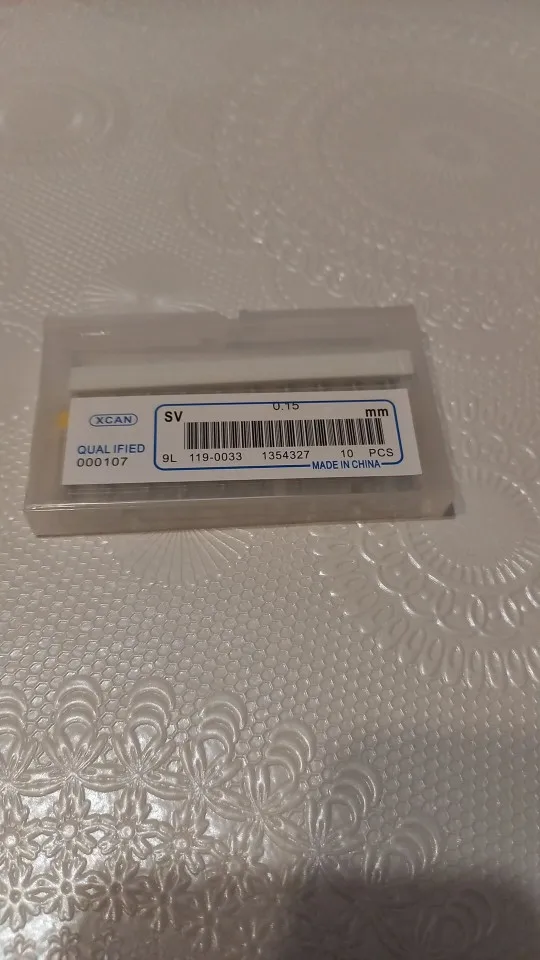 XCAN
QUALIFIED
000107
SV 0.15 mm
9L 119-0033 1354327 10 PCS
MADE IN CHINA